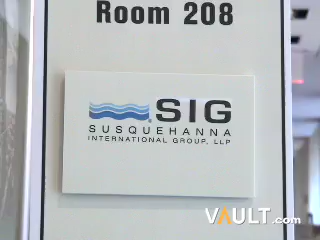 Room 208
SIG
SUSQUEHANNA
INTERNATIONAL GROUP, LLP
VAULT.com